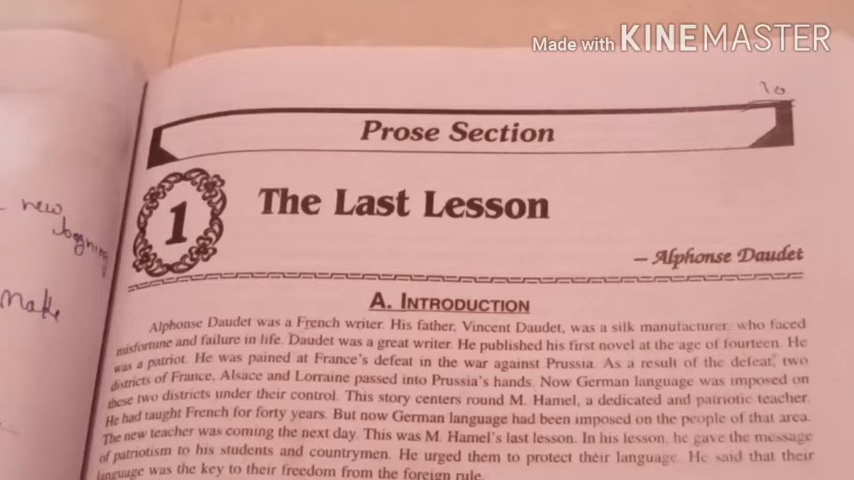 Made with KINEMASTER
Prose Section
1
The Last Lesson
– Alphonse Daudet
new
make
A. INTRODUCTION
Alphonse Daudet was a French writer. His father, Vincent Daudet, was a silk manufacturer, who faced
misfortune and failure in life. Daudet was a great writer. He published his first novel at the age of fourteen. He
was a patriot. He was pained at France's defeat in the war against Prussia. As a result of the defeat, two
districts of France, Alsace and Lorraine passed into Prussia's hands. Now German language was imposed on
these two districts under their control. This story centers round M. Hamel, a dedicated and patriotic teacher.
He had taught French for forty years. But now German language had been imposed on the people of that area.
The new teacher was coming the next day. This was M. Hamel's last lesson. In his lesson, he gave the message
of patriotism to his students and countrymen. He urged them to protect their language. He said that their
language was the key to their freedom from the foreign rule.